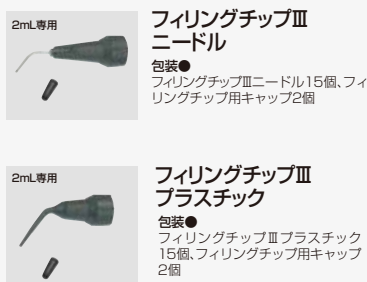 2mL専用
フィリングチップⅢ
ニードル
包装●
フィリングチップⅢニードル15個、フィ
リングチップ用キャップ2個
2mL専用
フィリングチップⅢ
プラスチック
包装●
フィリングチップⅢプラスチック
15個、フィリングチップ用キャップ
2個